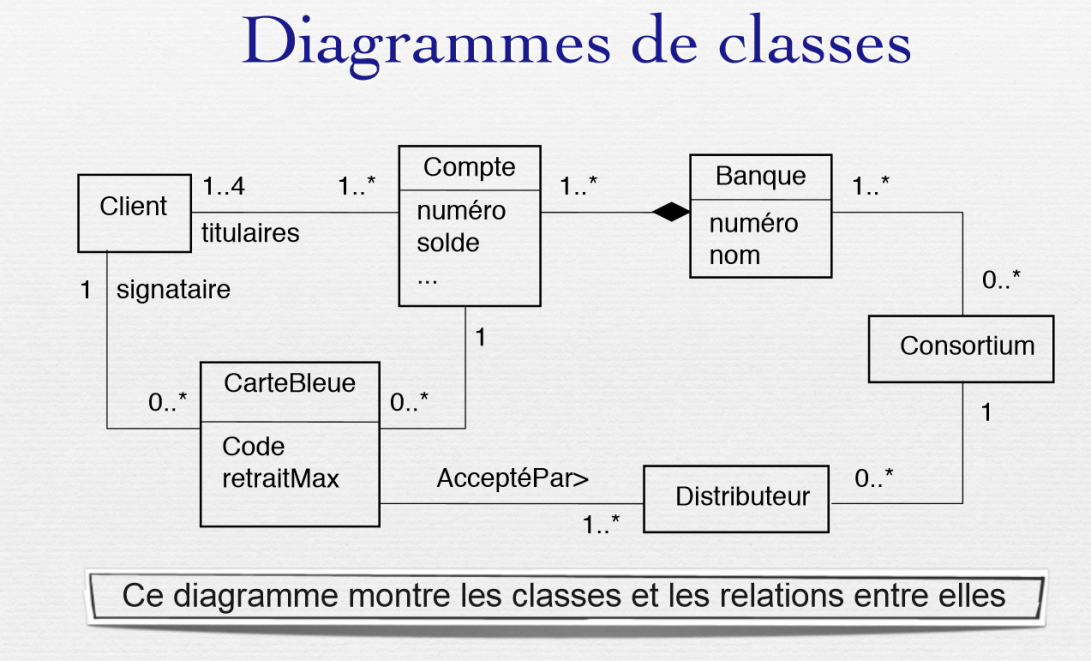 Diagrammes de classes
Client
1..4
titulaires
1..*
Compte
numéro
solde
...
1..*
Banque
numéro
nom
1..*
0..*
Consortium
1
signataire
0..*
CarteBleue
Code
retraitMax
0..*
1
AcceptéPar>
1..*
Distributeur
0..*
1
Ce diagramme montre les classes et les relations entre elles